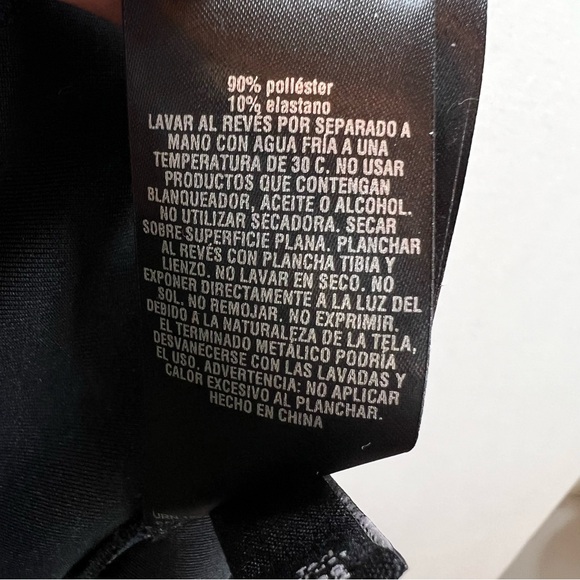 90% poliéster
10% elastano
LAVAR AL REVÉS POR SEPARADO A
MANO CON AGUA FRÍA A UNA
TEMPERATURA DE 30 C. NO USAR
PRODUCTOS QUE CONTENGAN
BLANQUEADOR, ACEITE O ALCOHOL.
NO UTILIZAR SECADORA. SECAR
SOBRE SUPERFICIE PLANA. PLANCHAR
AL REVÉS CON PLANCHA TIBIA Y
LIENZO. NO LAVAR EN SECO. NO
EXPONER DIRECTAMENTE A LA LUZ DEL
SOL. NO REMOJAR. NO EXPRIMIR.
DEBIDO A LA NATURALEZA DE LA TELA,
EL TERMINADO METÁLICO PODRÍA
DESVANECERSE CON LAS LAVADAS Y
EL USO. ADVERTENCIA: NO APLICAR
CALOR EXCESIVO AL PLANCHAR.
HECHO EN CHINA